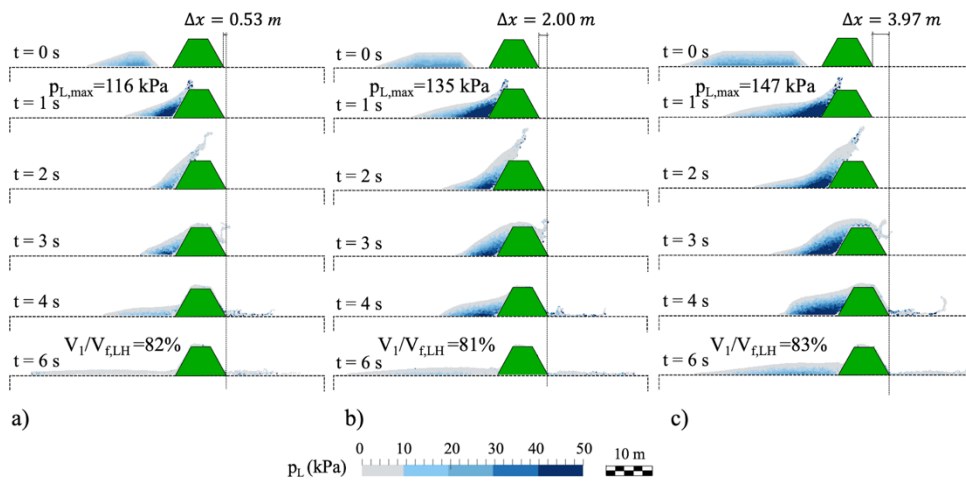 Δx = 0.53 m
t = 0 s
p_L,max=116 kPa
t = 1 s
t = 2 s
t = 3 s
t = 4 s
V₁/V_f,LH=82%
t = 6 s
a)
Δx = 2.00 m
t = 0 s
p_L,max=135 kPa
t = 1 s
t = 2 s
t = 3 s
t = 4 s
V₁/V_f,LH=81%
t = 6 s
b)
Δx = 3.97 m
t = 0 s
p_L,max=147 kPa
t = 1 s
t = 2 s
t = 3 s
t = 4 s
V₁/V_f,LH=83%
t = 6 s
c)
0 10 20 30 40 50
p_L (kPa)
10 m